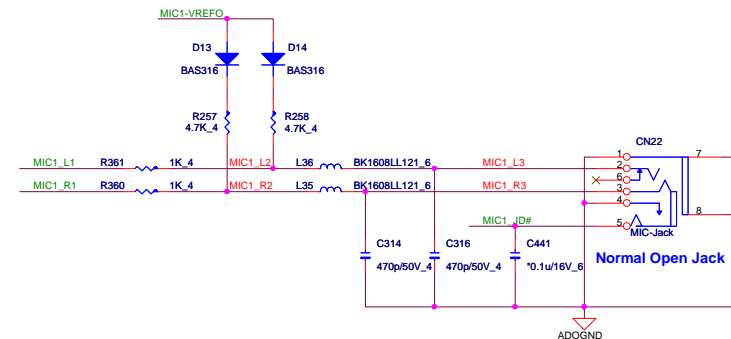 MIC1-VREFO
D13
D14
BAS316
BAS316
R257
4.7K_4
R258
4.7K_4
CN22
MIC1_L1
R361
1K_4
MIC1_L2
L36
BK1608LL121_6
MIC1_L3
MIC1_R1
R360
1K_4
MIC1_R2
L35
BK1608LL121_6
MIC1_R3
1
2
6
3
4
5
7
8
MIC1_JD#
MIC-Jack
C314
470p/50V_4
C316
470p/50V_4
C441
*0.1u/16V_6
Normal Open Jack
ADOGND